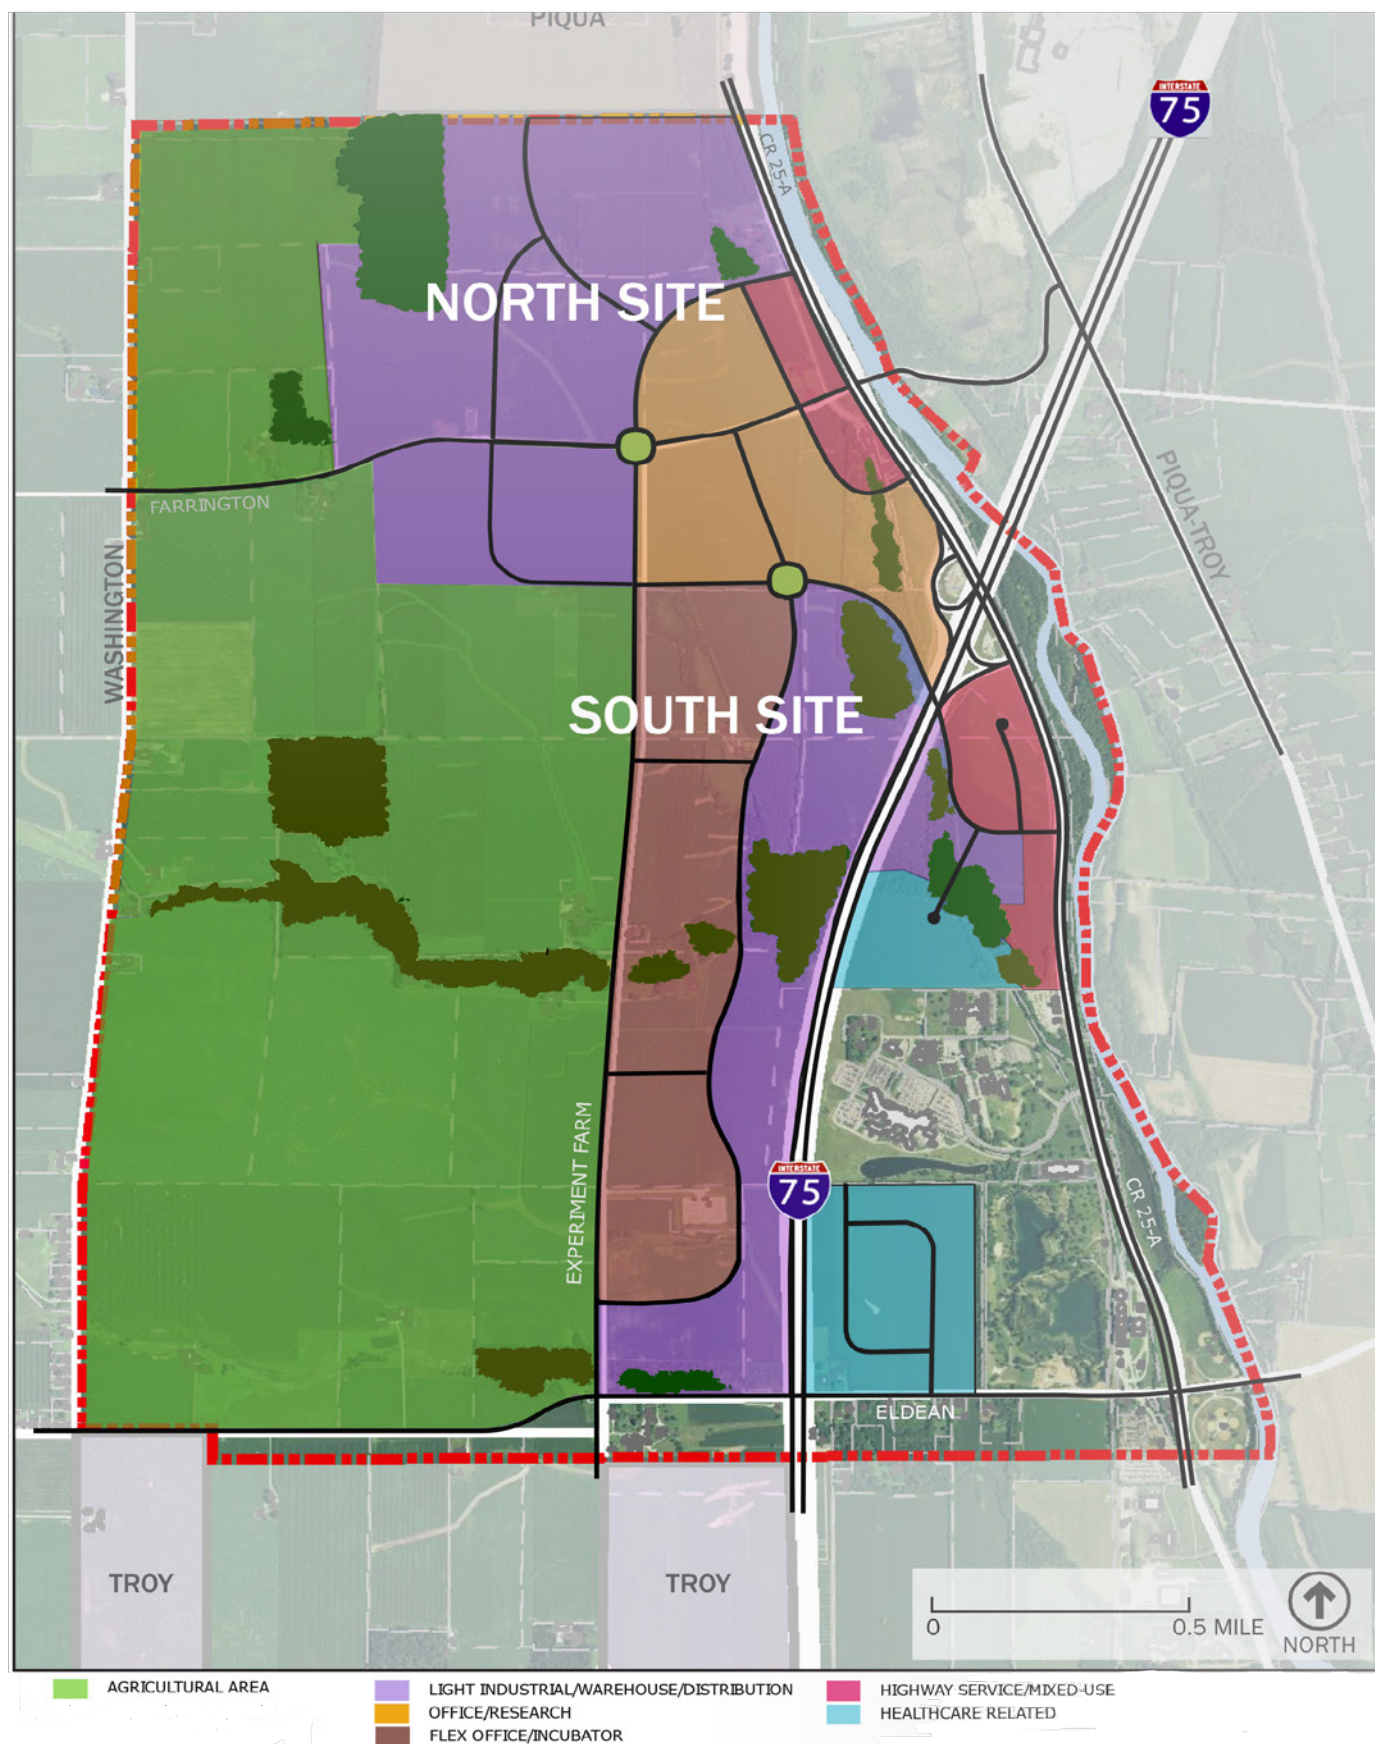 PIQUA
INTERSTATE
75
CR 25-A
NORTH SITE
FARRINGTON
PIQUA-TROY
WASHINGTON
SOUTH SITE
EXPERIMENT FARM
INTERSTATE
75
CR 25-A
ELDEAN
TROY
TROY
0
0.5 MILE
NORTH
AGRICULTURAL AREA
LIGHT INDUSTRIAL/WAREHOUSE/DISTRIBUTION
OFFICE/RESEARCH
FLEX OFFICE/INCUBATOR
HIGHWAY SERVICE/MIXED-USE
HEALTHCARE RELATED